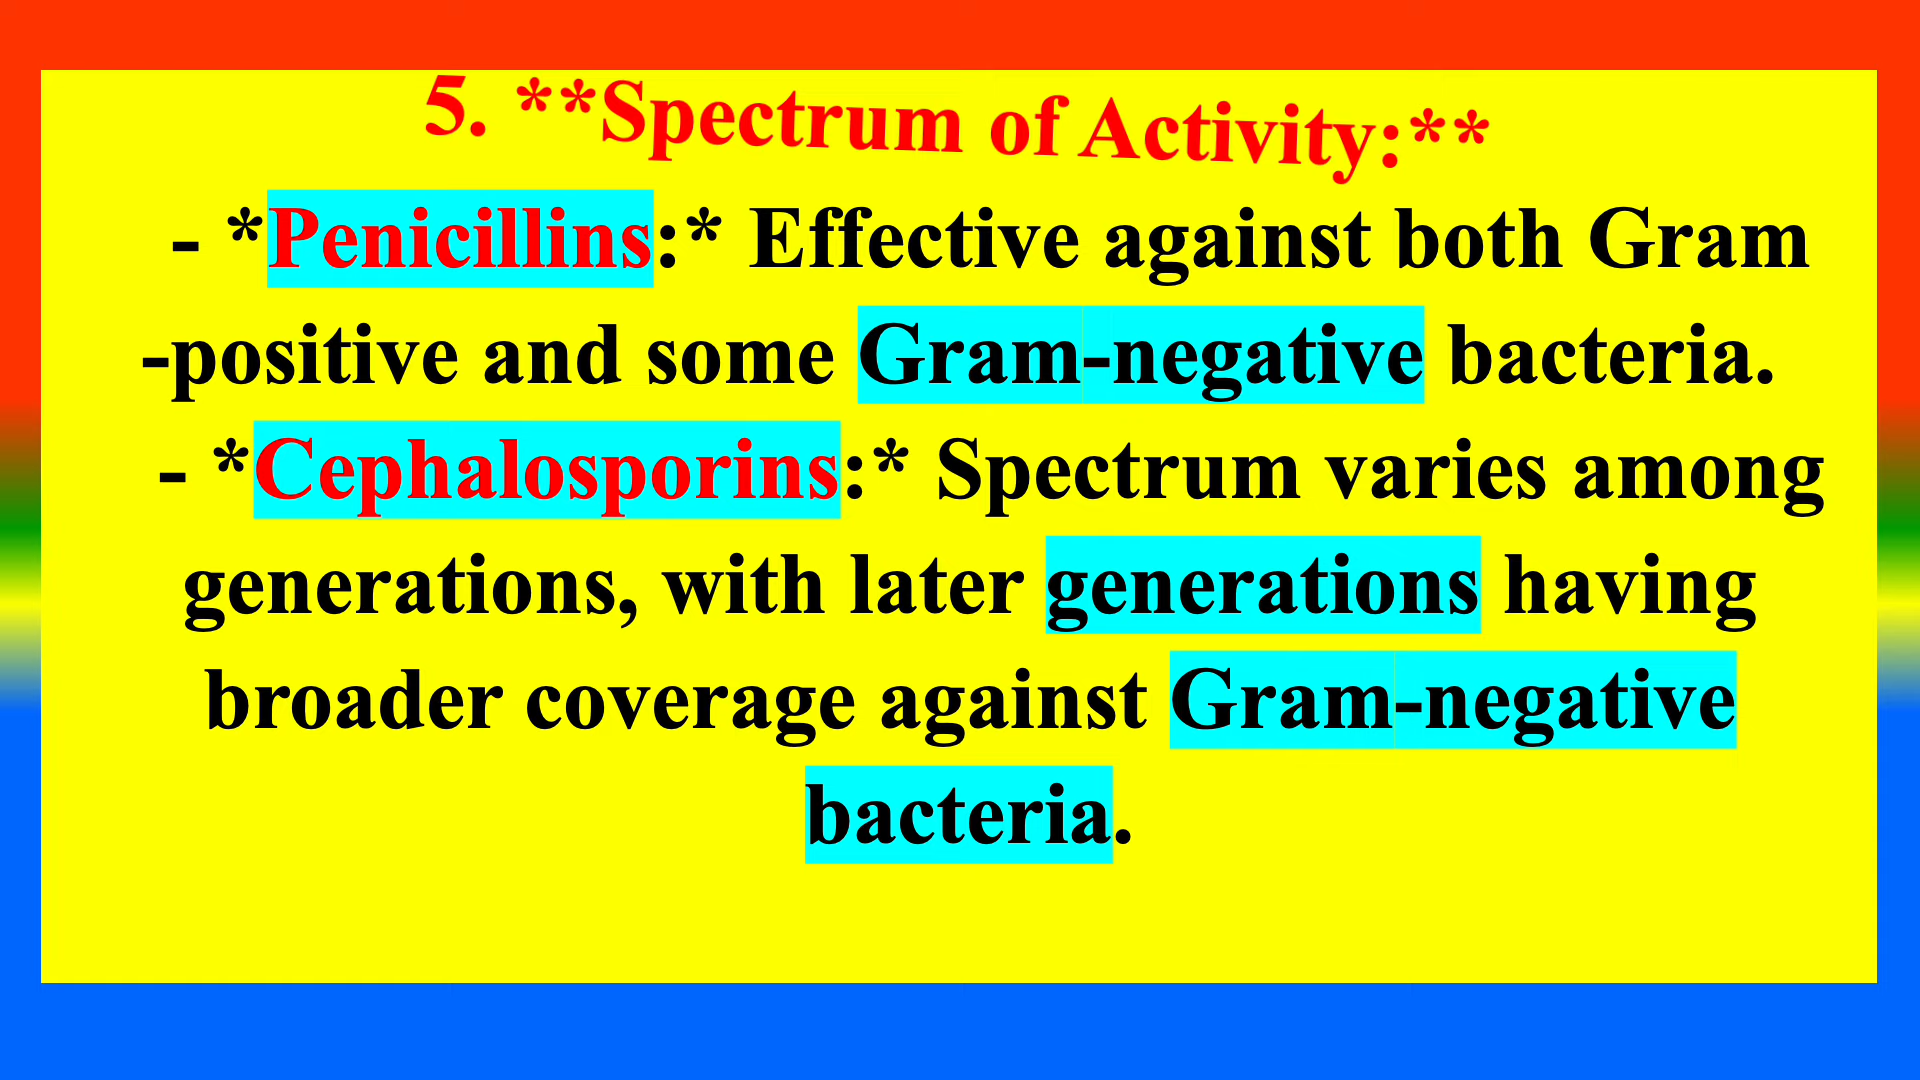 5. **Spectrum of Activity:**
- *Penicillins:* Effective against both Gram
-positive and some Gram-negative bacteria.
- *Cephalosporins:* Spectrum varies among
generations, with later generations having
broader coverage against Gram-negative
bacteria.